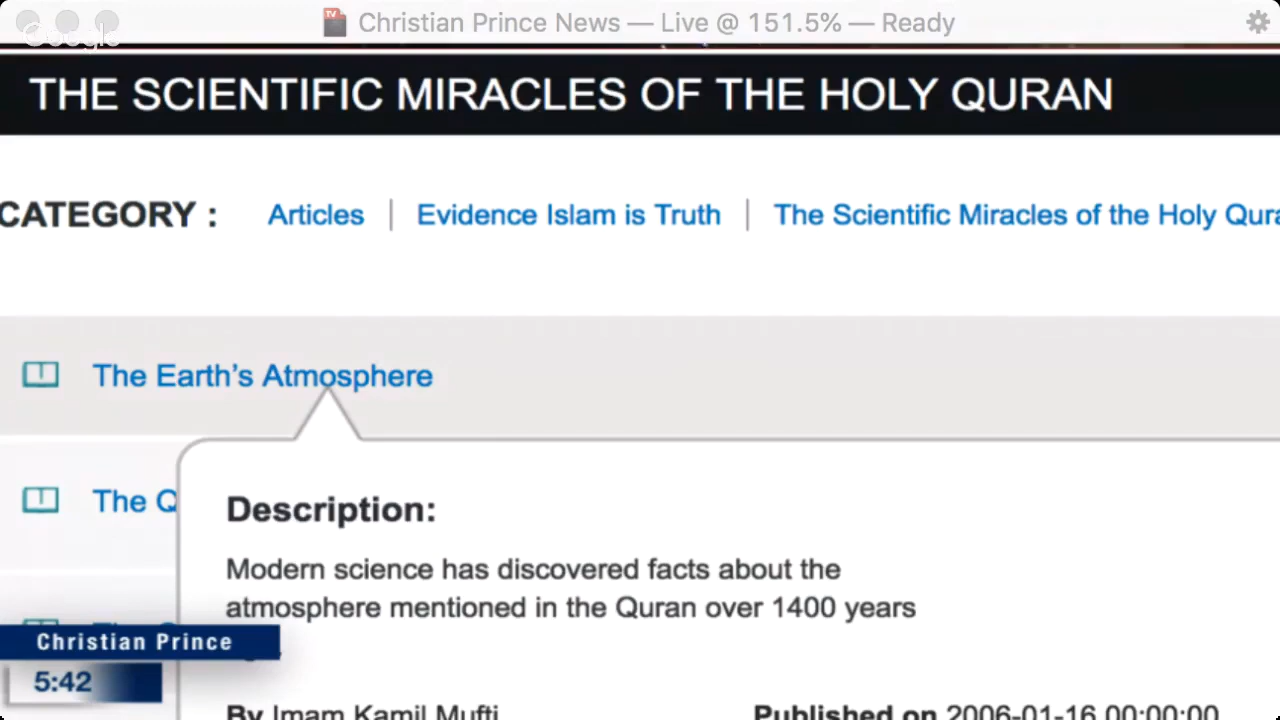 Christian Prince News — Live @ 151.5% — Ready
Google
THE SCIENTIFIC MIRACLES OF THE HOLY QURAN
CATEGORY : Articles | Evidence Islam is Truth | The Scientific Miracles of the Holy Qura
The Earth's Atmosphere
The Q
Description:
Modern science has discovered facts about the
atmosphere mentioned in the Quran over 1400 years
Christian Prince
5:42
By Imam Kamil Mufti Published on 2006-01-16 00:00:00